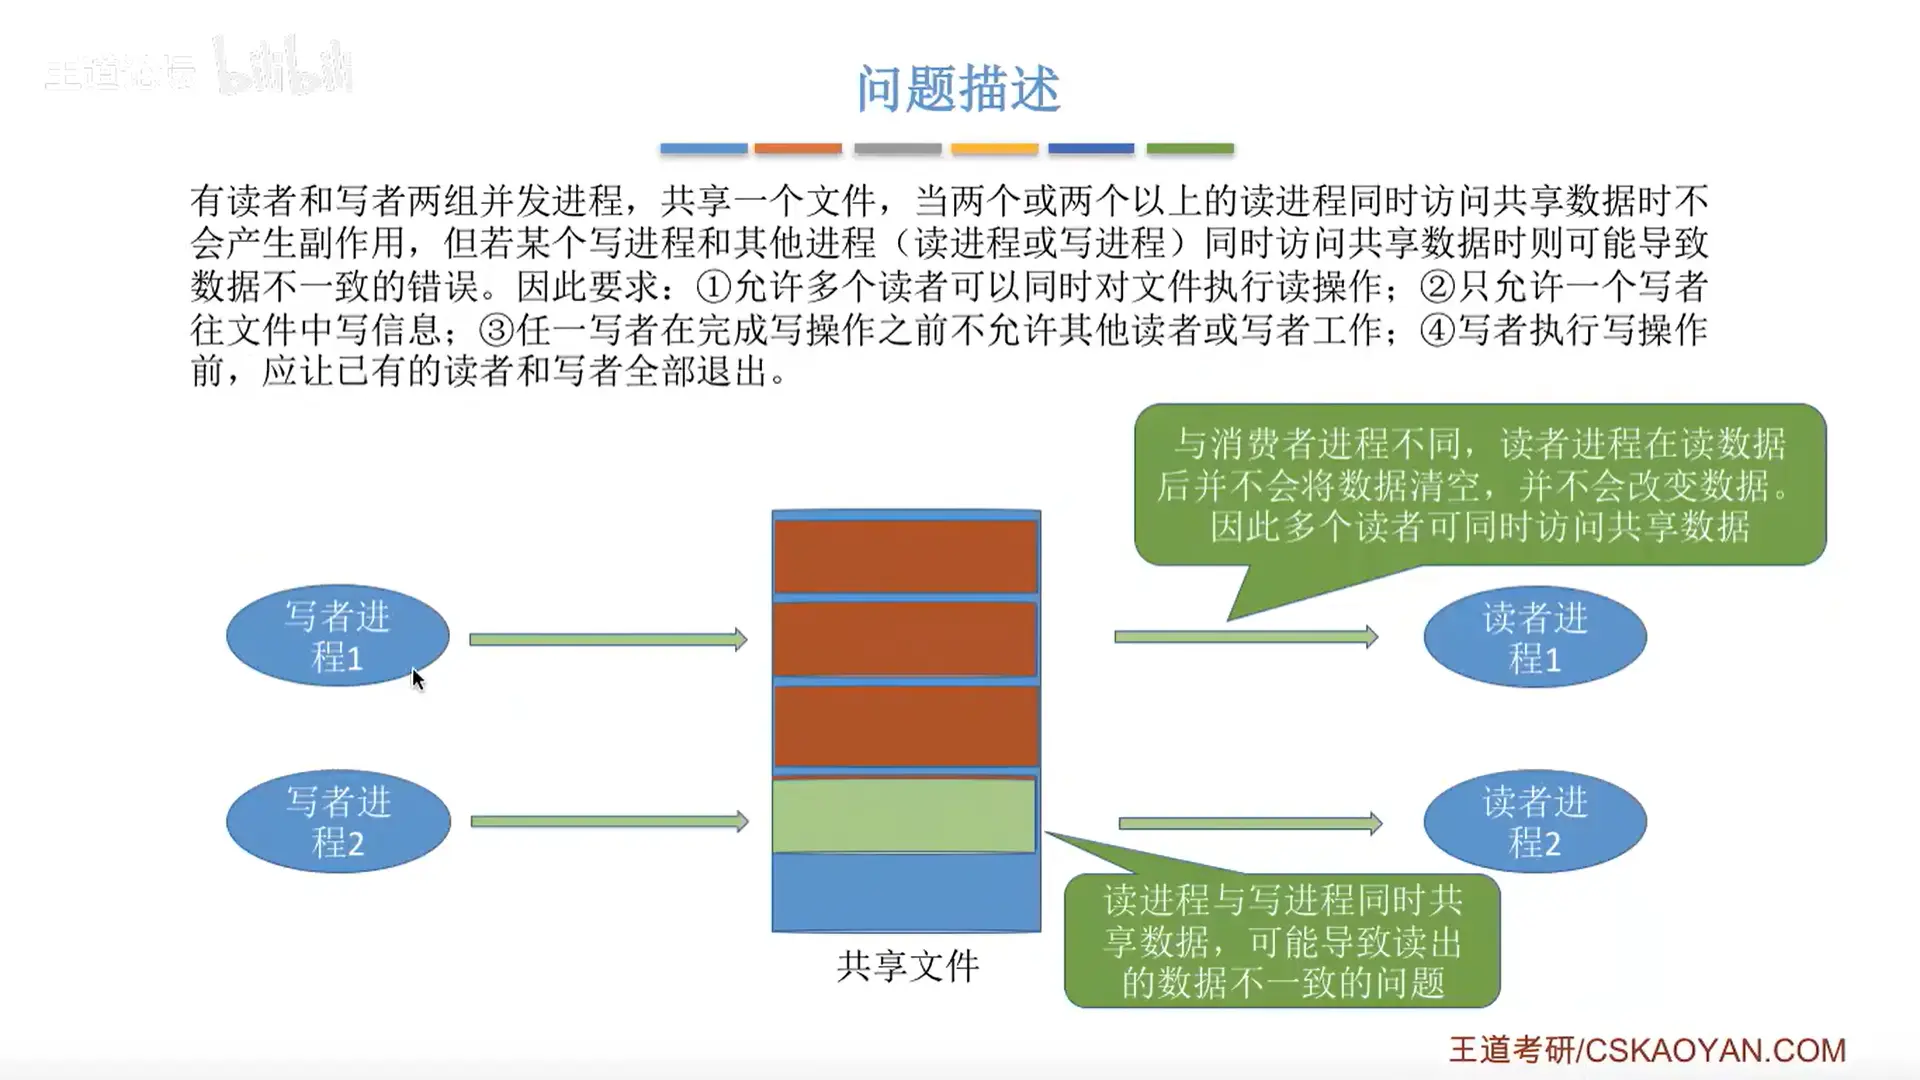 王道论坛 bilibili
问题描述
有读者和写者两组并发进程，共享一个文件，当两个或两个以上的读进程同时访问共享数据时不
会产生副作用，但若某个写进程和其他进程（读进程或写进程）同时访问共享数据时则可能导致
数据不一致的错误。因此要求：①允许多个读者可以同时对文件执行读操作；②只允许一个写者
往文件中写信息；③任一写者在完成写操作之前不允许其他读者或写者工作；④写者执行写操作
前，应让已有的读者和写者全部退出。
与消费者进程不同，读者进程在读数据
后并不会将数据清空，并不会改变数据。
因此多个读者可同时访问共享数据
写者进
程1
读者进
程1
写者进
程2
读者进
程2
读进程与写进程同时共
享数据，可能导致读出
的数据不一致的问题
共享文件
王道考研/CSKAOYAN.COM